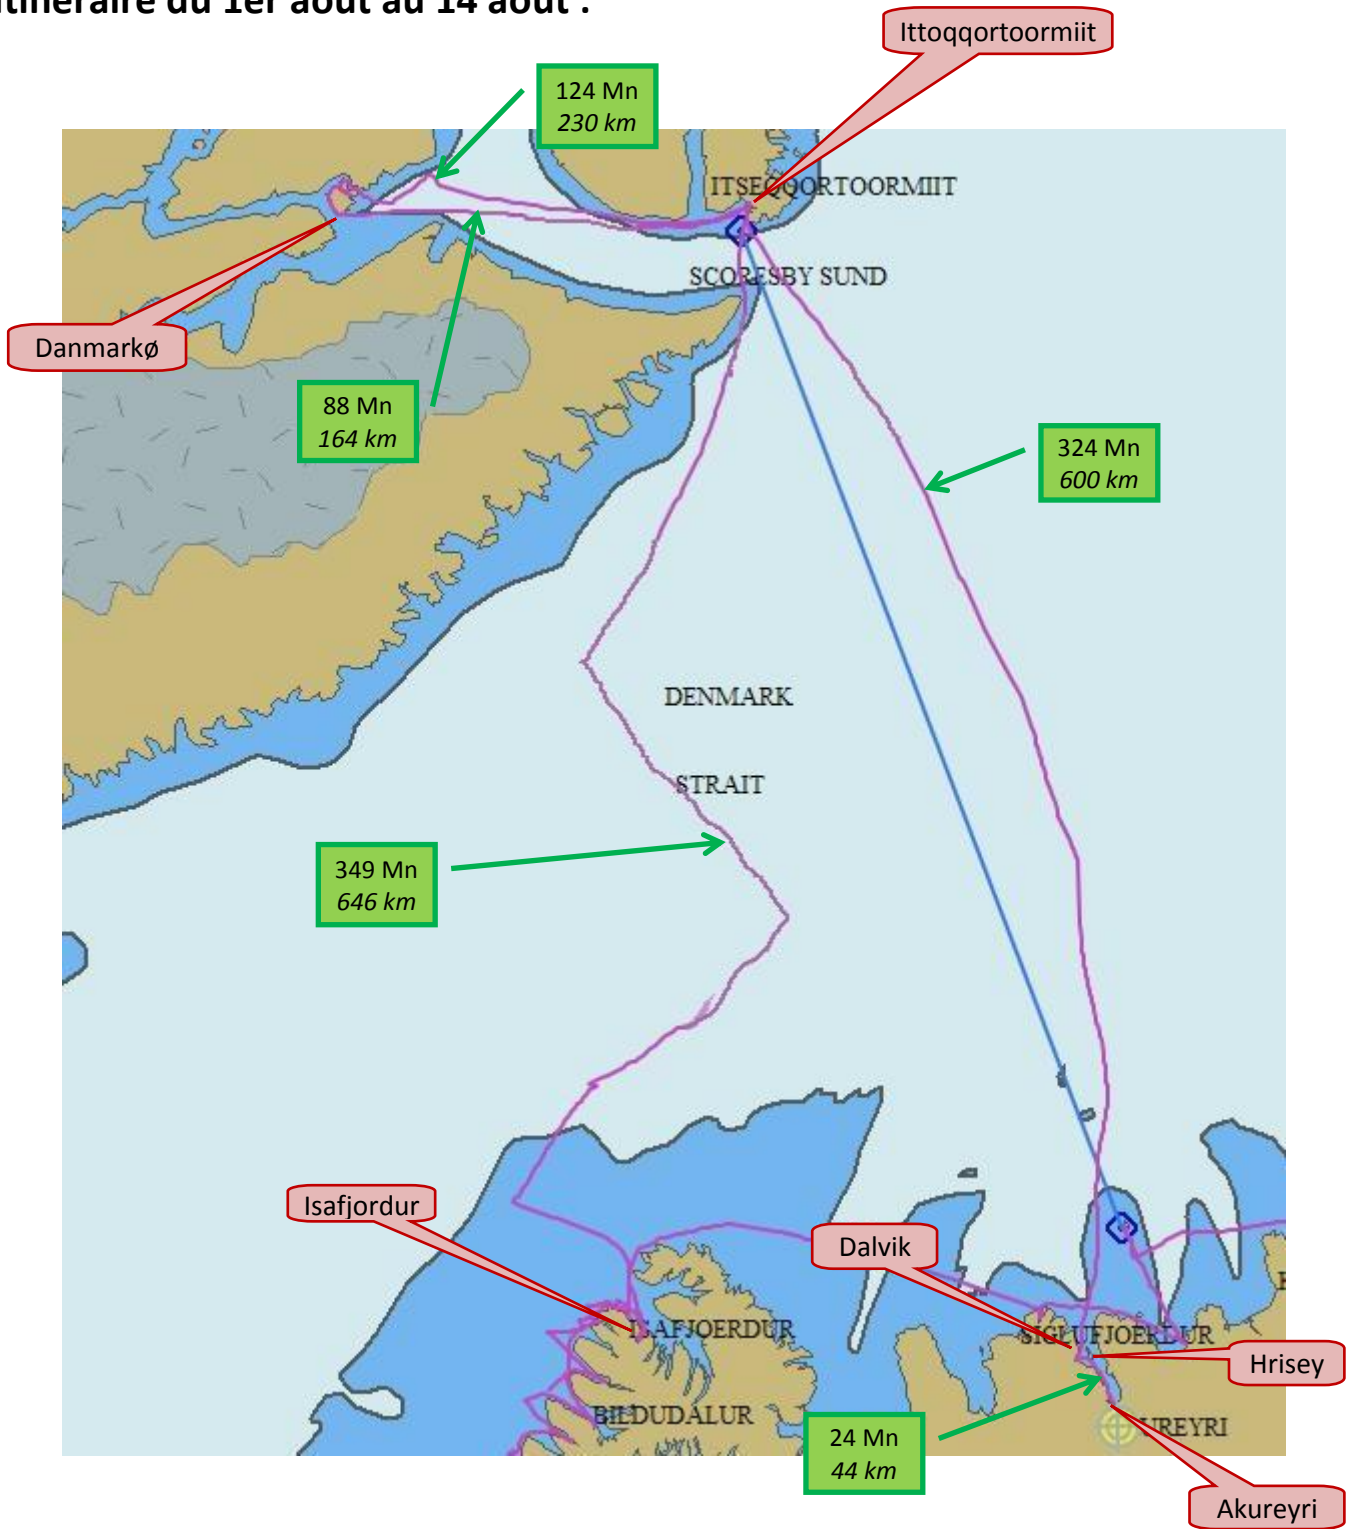 itinéraire du 1er août au 14 août :
Ittoqqortoormiit
124 Mn
230 km
ITSEQQORTOORMIIT
SCORESBY SUND
Danmarkø
88 Mn
164 km
324 Mn
600 km
DENMARK
STRAIT
349 Mn
646 km
Isafjordur
Dalvik
ISAFJOERDUR
SIGLUFJOERDUR
Hrisey
BILDUDALUR
UREYRI
24 Mn
44 km
Akureyri